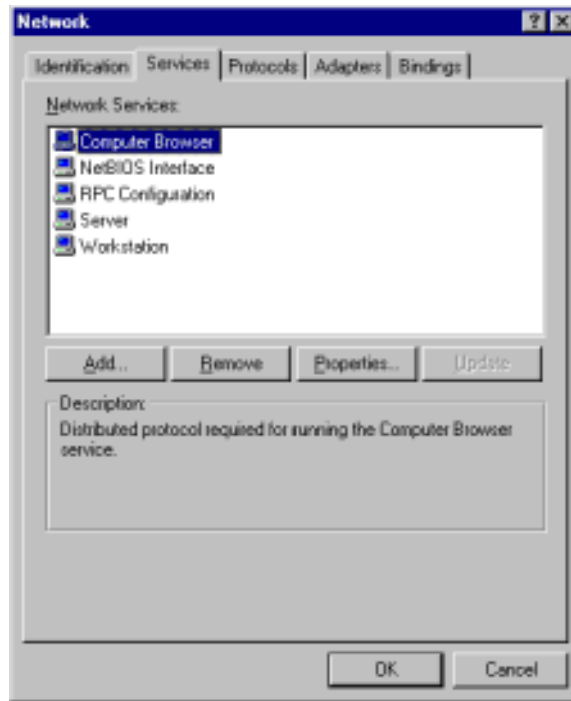 Network
Identification Services Protocols Adapters Bindings
Network Services:
Computer Browser
NetBIOS Interface
RPC Configuration
Server
Workstation
Add... Remove Properties... Update
Description:
Distributed protocol required for running the Computer Browser
service.
OK Cancel